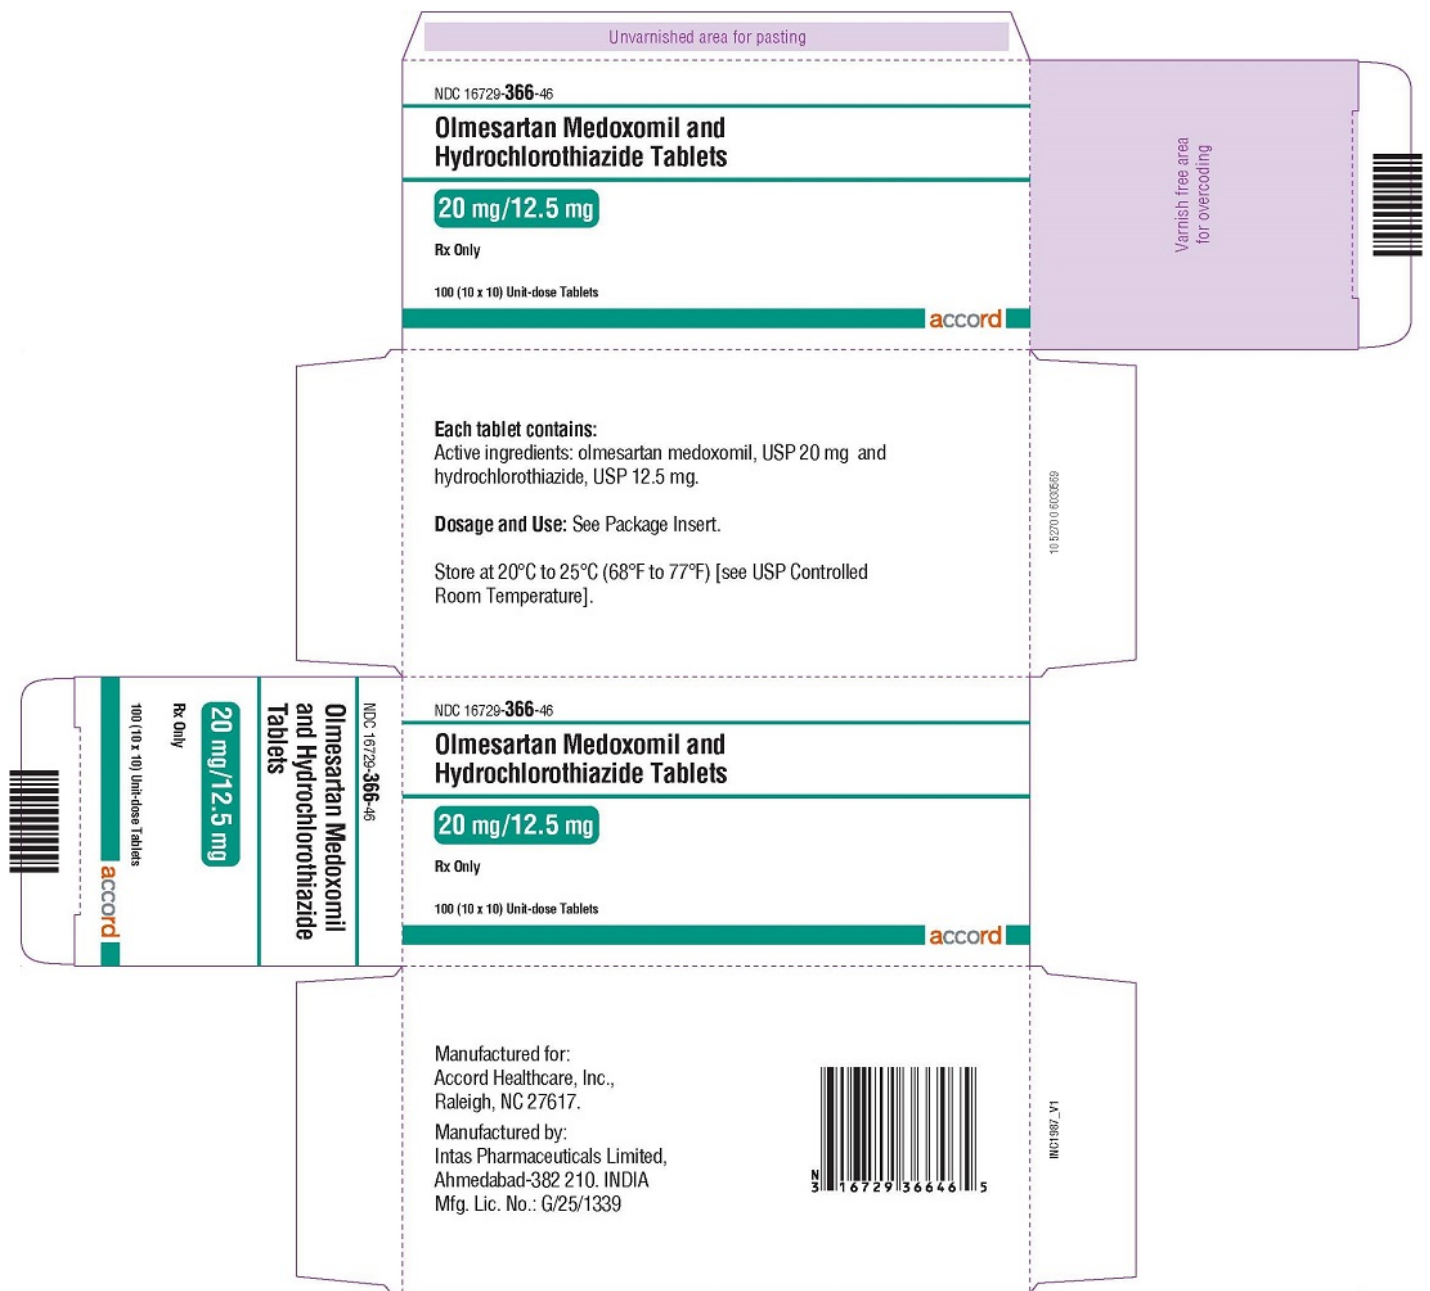 Unvarnished area for pasting
NDC 16729-366-46
Olmesartan Medoxomil and
Hydrochlorothiazide Tablets
20 mg/12.5 mg
Rx Only
100 (10 x 10) Unit-dose Tablets
accord
Varnish free area
for overcoding
Each tablet contains:
Active ingredients: olmesartan medoxomil, USP 20 mg and
hydrochlorothiazide, USP 12.5 mg.
Dosage and Use: See Package Insert.
Store at 20°C to 25°C (68°F to 77°F) [see USP Controlled
Room Temperature].
10 5270 0 6030569
NDC 16729-366-46
Olmesartan Medoxomil
and Hydrochlorothiazide
Tablets
20 mg/12.5 mg
Rx Only
100 (10 x 10) Unit-dose Tablets
accord
NDC 16729-366-46
Olmesartan Medoxomil and
Hydrochlorothiazide Tablets
20 mg/12.5 mg
Rx Only
100 (10 x 10) Unit-dose Tablets
accord
Manufactured for:
Accord Healthcare, Inc.,
Raleigh, NC 27617.
Manufactured by:
Intas Pharmaceuticals Limited,
Ahmedabad-382 210. INDIA
Mfg. Lic. No.: G/25/1339
N
3 16729 36646 5
INC1987_V1